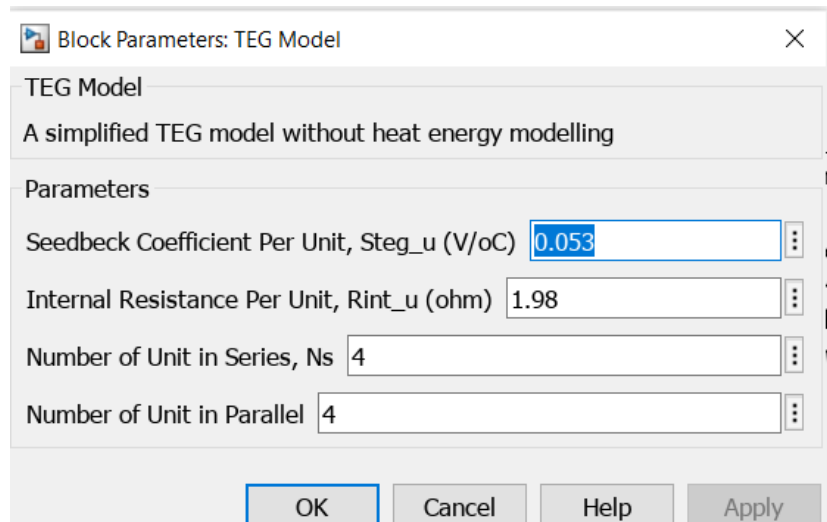 Block Parameters: TEG Model
TEG Model
A simplified TEG model without heat energy modelling
Parameters
Seedbeck Coefficient Per Unit, Steg_u (V/oC) 0.053
Internal Resistance Per Unit, Rint_u (ohm) 1.98
Number of Unit in Series, Ns 4
Number of Unit in Parallel 4
OK Cancel Help Apply